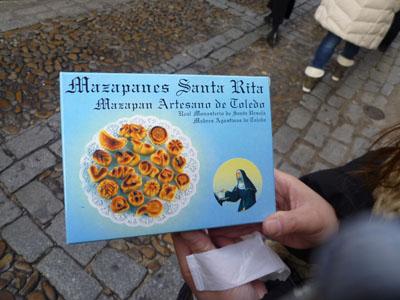 Mazapanes Santa Rita
Mazapan Artesano de Toledo
Real Monasterio de Santa Ursula
Madres Agustinas de Toledo